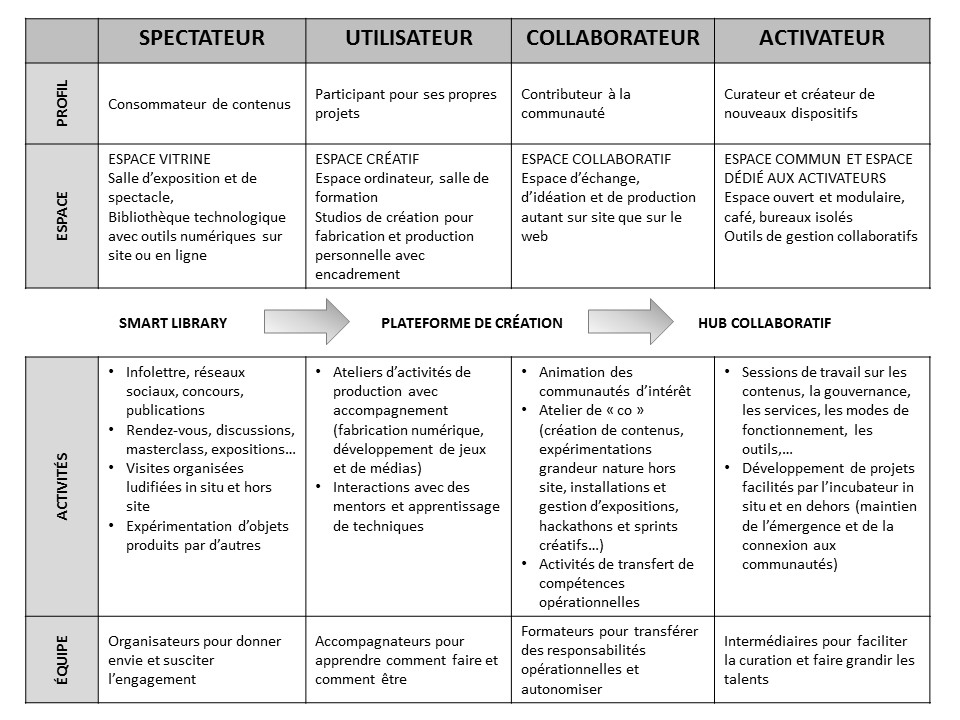 SPECTATEUR
UTILISATEUR
COLLABORATEUR
ACTIVATEUR
PROFIL
Consommateur de contenus
Participant pour ses propres
projets
Contributeur à la
communauté
Curateur et créateur de
nouveaux dispositifs
ESPACE
ESPACE VITRINE
Salle d’exposition et de
spectacle,
Bibliothèque technologique
avec outils numériques sur
site ou en ligne
ESPACE CRÉATIF
Espace ordinateur, salle de
formation
Studios de création pour
fabrication et production
personnelle avec
encadrement
ESPACE COLLABORATIF
Espace d’échange,
d’idéation et de production
autant sur site que sur le
web
ESPACE COMMUN ET ESPACE
DÉDIÉ AUX ACTIVATEURS
Espace ouvert et modulaire,
café, bureaux isolés
Outils de gestion collaboratifs
SMART LIBRARY
PLATEFORME DE CRÉATION
HUB COLLABORATIF
ACTIVITÉS
• Infolettre, réseaux
sociaux, concours,
publications
• Rendez-vous, discussions,
masterclass, expositions…
• Visites organisées
ludifiées in situ et hors
site
• Expérimentation d’objets
produits par d’autres
• Ateliers d’activités de
production avec
accompagnement
(fabrication numérique,
développement de jeux
et de médias)
• Interactions avec des
mentors et apprentissage
de techniques
• Animation des
communautés d’intérêt
• Atelier de « co »
(création de contenus,
expérimentations
grandeur nature hors
site, installations et
gestion d’expositions,
hackathons et sprints
créatifs…)
• Activités de transfert de
compétences
opérationnelles
• Sessions de travail sur les
contenus, la gouvernance,
les services, les modes de
fonctionnement, les
outils,…
• Développement de projets
facilités par l’incubateur in
situ et en dehors (maintien
de l’émergence et de la
connexion aux
communautés)
ÉQUIPE
Organisateurs pour donner
envie et susciter
l’engagement
Accompagnateurs pour
apprendre comment faire et
comment être
Formateurs pour transférer
des responsabilités
opérationnelles et
autonomiser
Intermédiaires pour faciliter
la curation et faire grandir les
talents